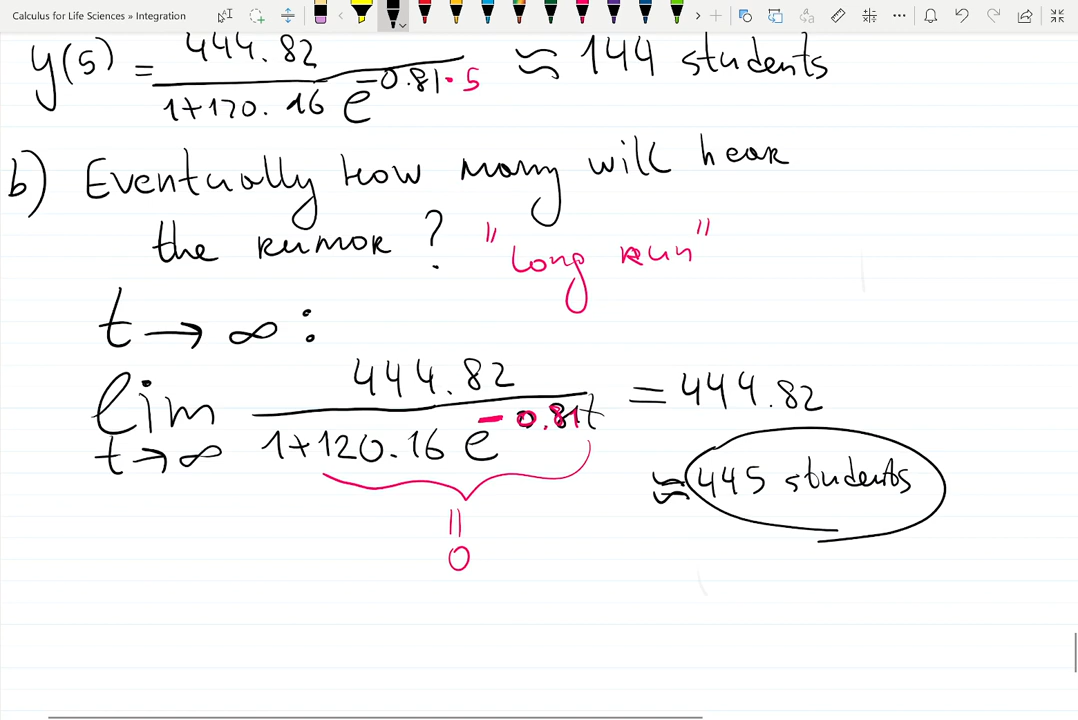 Calculus for Life Sciences » Integration
y(5) = 444.82 / 1+120.16 e^-0.81·5 ≈ 144 students
b) Eventually how many will hear
the rumor? "long run"
t → ∞ :
lim t→∞ 444.82 / 1+120.16 e^-0.81t = 444.82
≈ 445 students
= 0